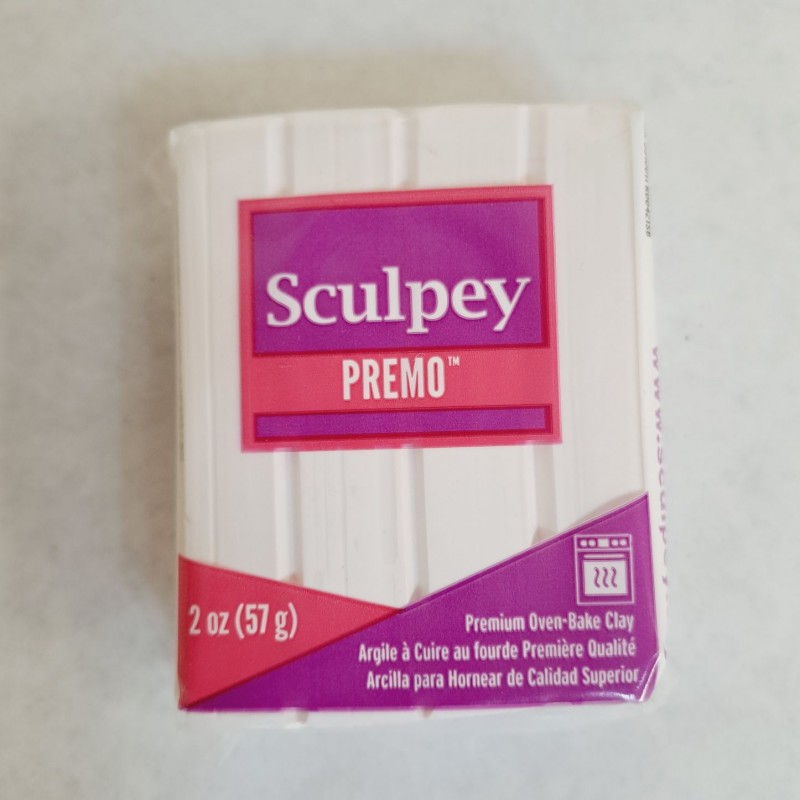 Sculpey
PREMO™
2 oz (57 g)
Premium Oven-Bake Clay
Argile à Cuire au fourde Première Qualité
Arcilla para Hornear de Calidad Superior